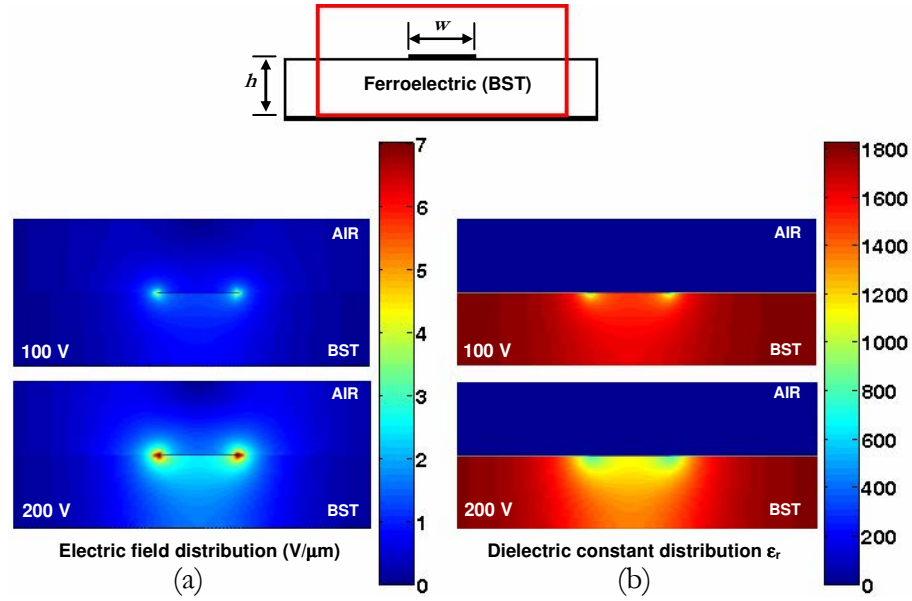 w
h
Ferroelectric (BST)
7
6
5
4
3
2
1
0
AIR
100 V
BST
AIR
200 V
BST
Electric field distribution (V/µm)
(a)
1800
1600
1400
1200
1000
800
600
400
200
0
AIR
100 V
BST
AIR
200 V
BST
Dielectric constant distribution εr
(b)